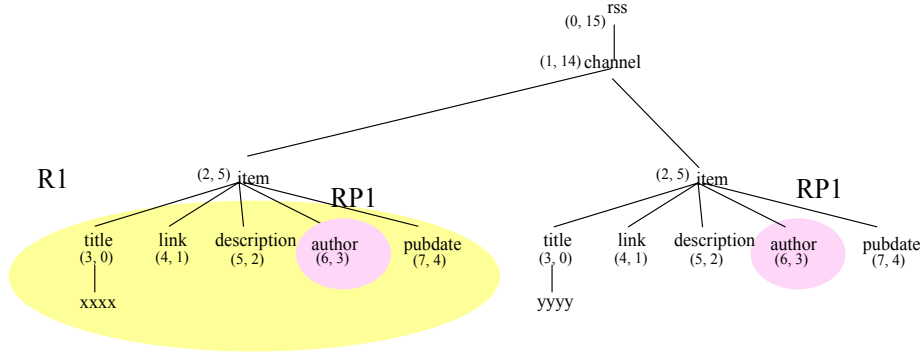 rss
(0, 15)
(1, 14) channel
R1
(2, 5) item
RP1
(2, 5) item
RP1
title link description author pubdate
(3, 0) (4, 1) (5, 2) (6, 3) (7, 4)
xxxx
title link description author pubdate
(3, 0) (4, 1) (5, 2) (6, 3) (7, 4)
yyyy